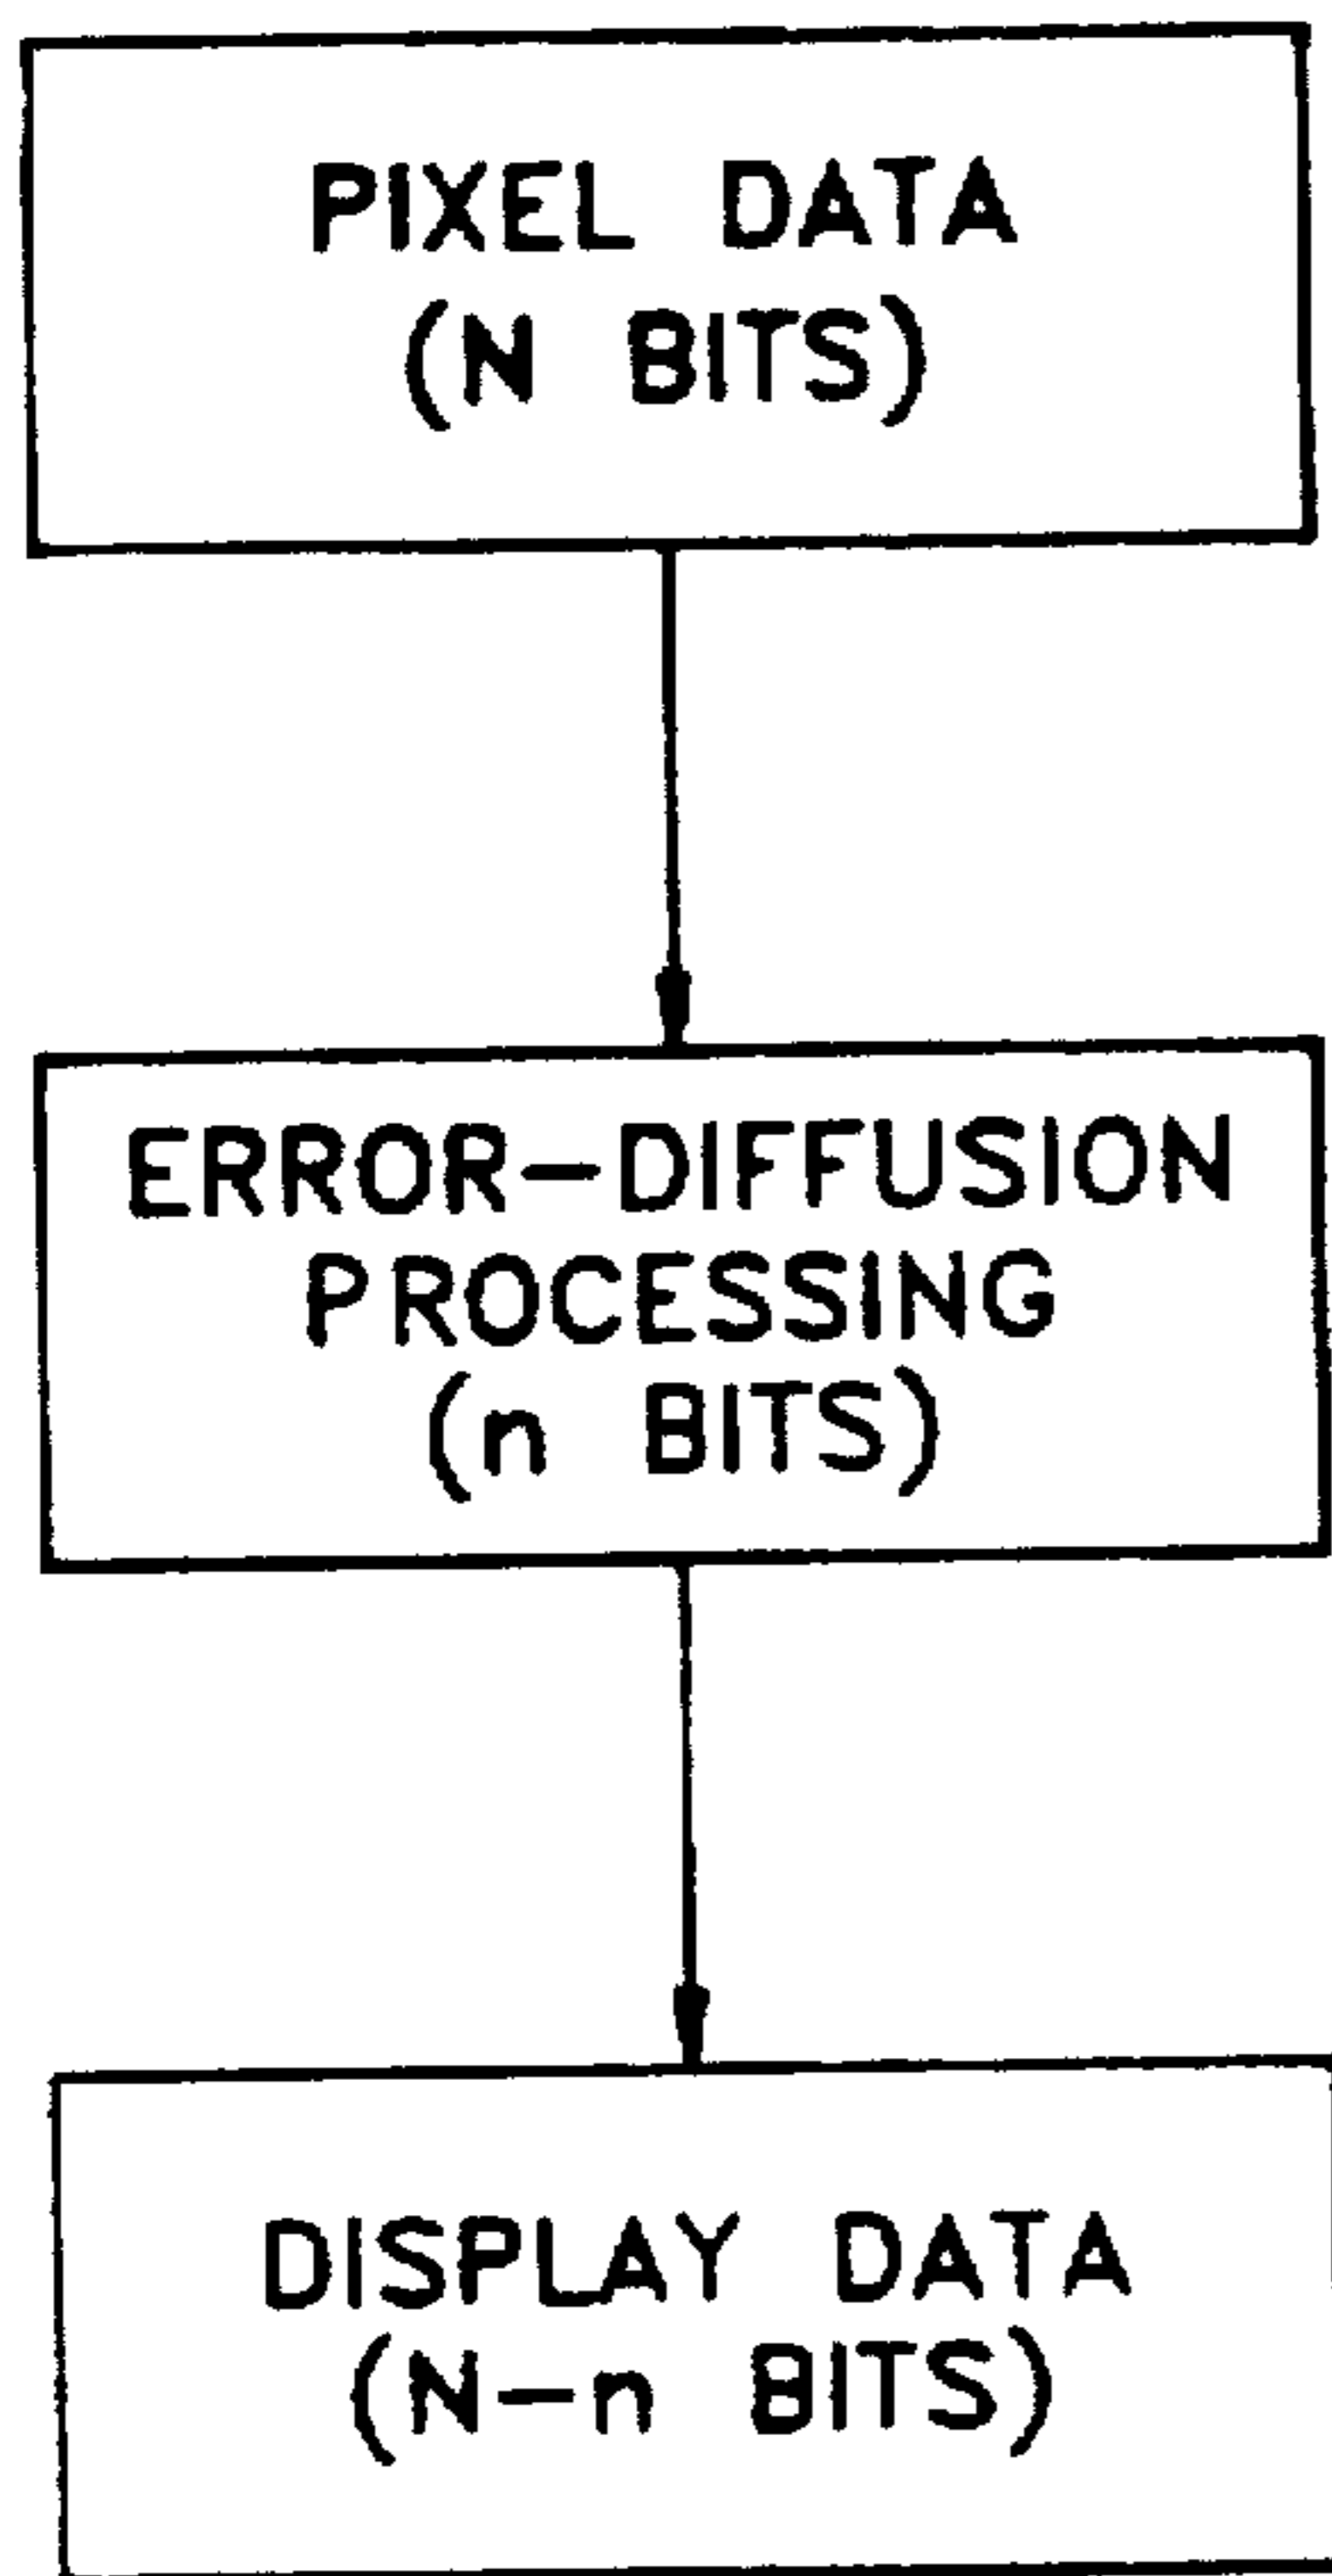 PIXEL DATA
(N BITS)
ERROR-DIFFUSION
PROCESSING
(n BITS)
DISPLAY DATA
(N-n BITS)